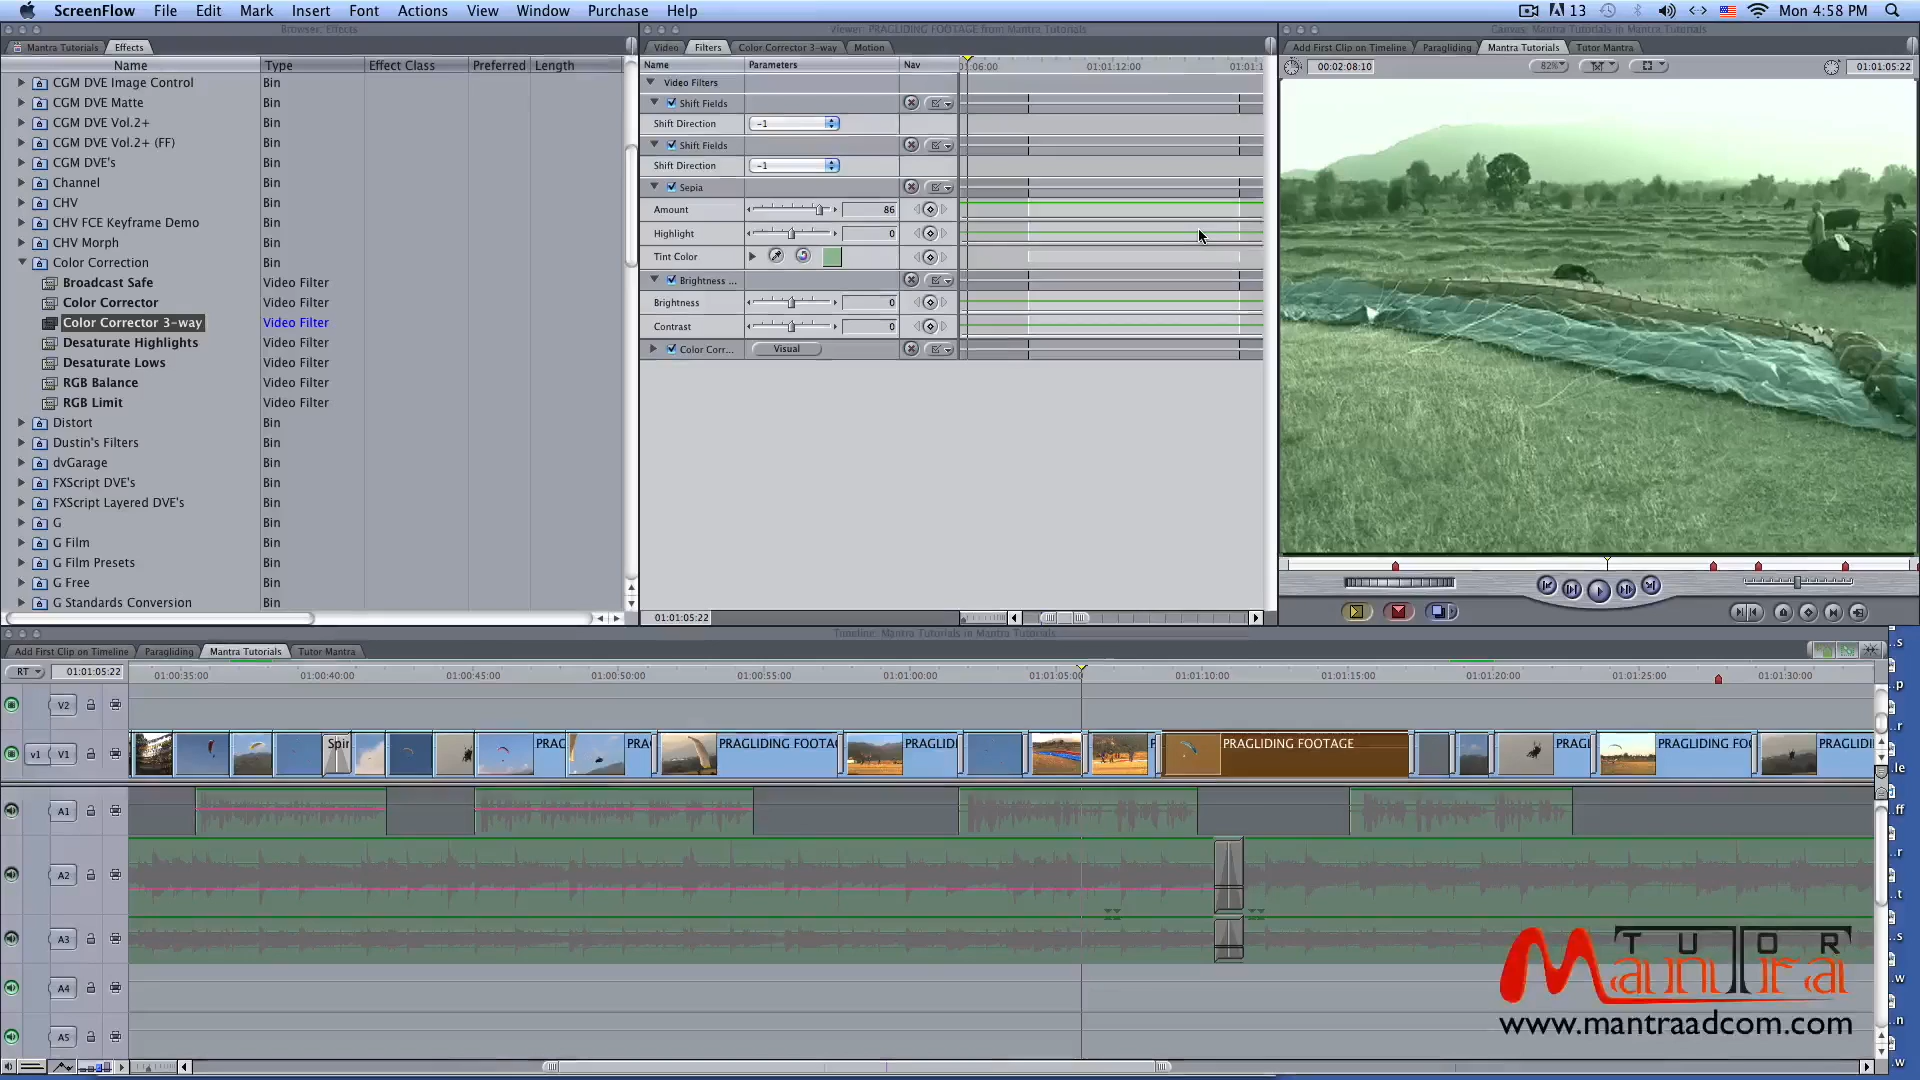 ScreenFlow File Edit Mark Insert Font Actions View Window Purchase Help
13 Mon 4:58 PM
Browser: Effects
Mantra Tutorials Effects
Name Type Effect Class Preferred Length
CGM DVE Image Control Bin
CGM DVE Matte Bin
CGM DVE Vol.2+ Bin
CGM DVE Vol.2+ (FF) Bin
CGM DVE's Bin
Channel Bin
CHV Bin
CHV FCE Keyframe Demo Bin
CHV Morph Bin
Color Correction Bin
Broadcast Safe Video Filter
Color Corrector Video Filter
Color Corrector 3-way Video Filter
Desaturate Highlights Video Filter
Desaturate Lows Video Filter
RGB Balance Video Filter
RGB Limit Video Filter
Distort Bin
Dustin's Filters Bin
dvGarage Bin
FXScript DVE's Bin
FXScript Layered DVE's Bin
G Bin
G Film Bin
G Film Presets Bin
G Free Bin
G Standards Conversion Bin
Viewer: PRAGLIDING FOOTAGE from Mantra Tutorials
Video Filters Color Corrector 3-way Motion
Name Parameters Nav 01:06:00 01:01:12:00 01:01:1
Video Filters
Shift Fields
Shift Direction -1
Shift Fields
Shift Direction -1
Sepia
Amount 86
Highlight 0
Tint Color
Brightness ...
Brightness 0
Contrast 0
Color Corr... Visual
01:01:05:22
Canvas: Mantra Tutorials in Mantra Tutorials
Add First Clip on Timeline Paragliding Mantra Tutorials Tutor Mantra
00:02:08:10 82% 01:01:05:22
Timeline: Mantra Tutorials in Mantra Tutorials
Add First Clip on Timeline Paragliding Mantra Tutorials Tutor Mantra
RT 01:01:05:22 01:00:35:00 01:00:40:00 01:00:45:00 01:00:50:00 01:00:55:00 01:01:00:00 01:01:05:00 01:01:10:00 01:01:15:00 01:01:20:00 01:01:25:00 01:01:30:00
V2
v1 V1 Spir PRAG PRA PRAGLIDING FOOTA PRAGLIDI PRAGLIDING FOOTAGE PRAGL PRAGLIDING FO PRAGLIDI
A1
A2
A3
A4
A5
TUTOR
ManTra
www.mantraadcom.com